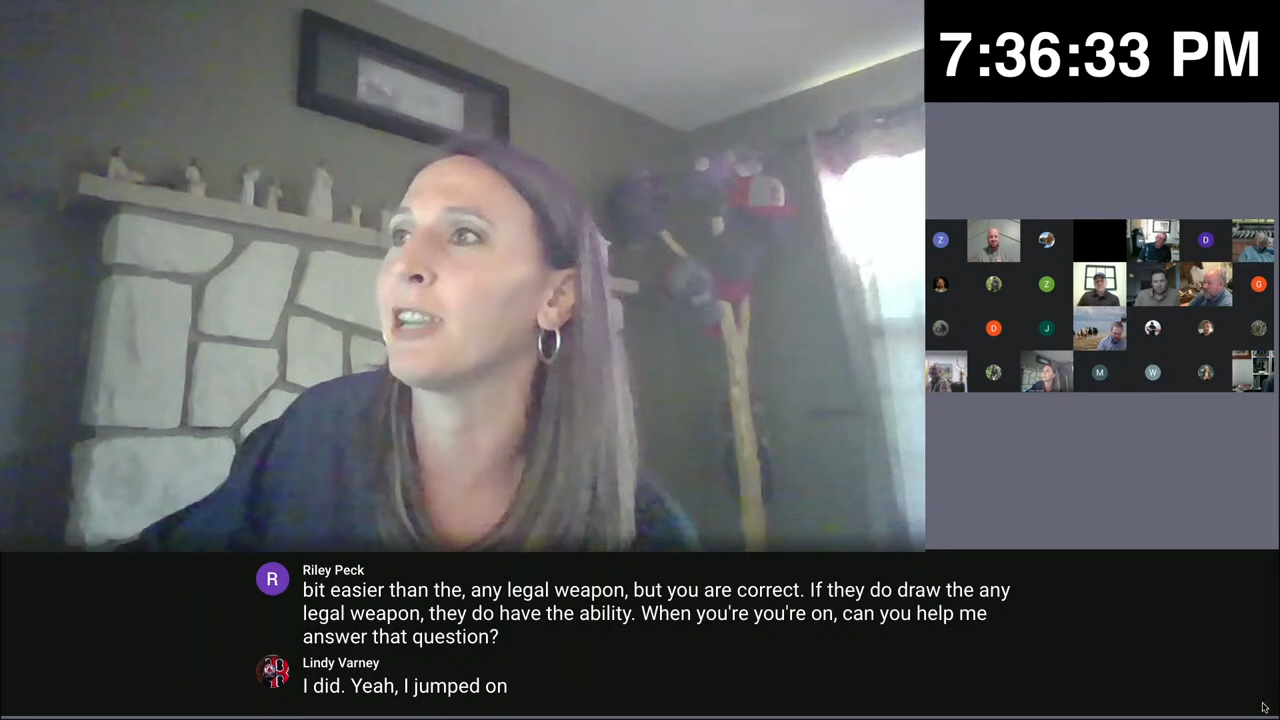 7:36:33 PM
Z
D
Z
G
D
J
M
W
R
Riley Peck
bit easier than the, any legal weapon, but you are correct. If they do draw the any
legal weapon, they do have the ability. When you're you're on, can you help me
answer that question?
Lindy Varney
I did. Yeah, I jumped on